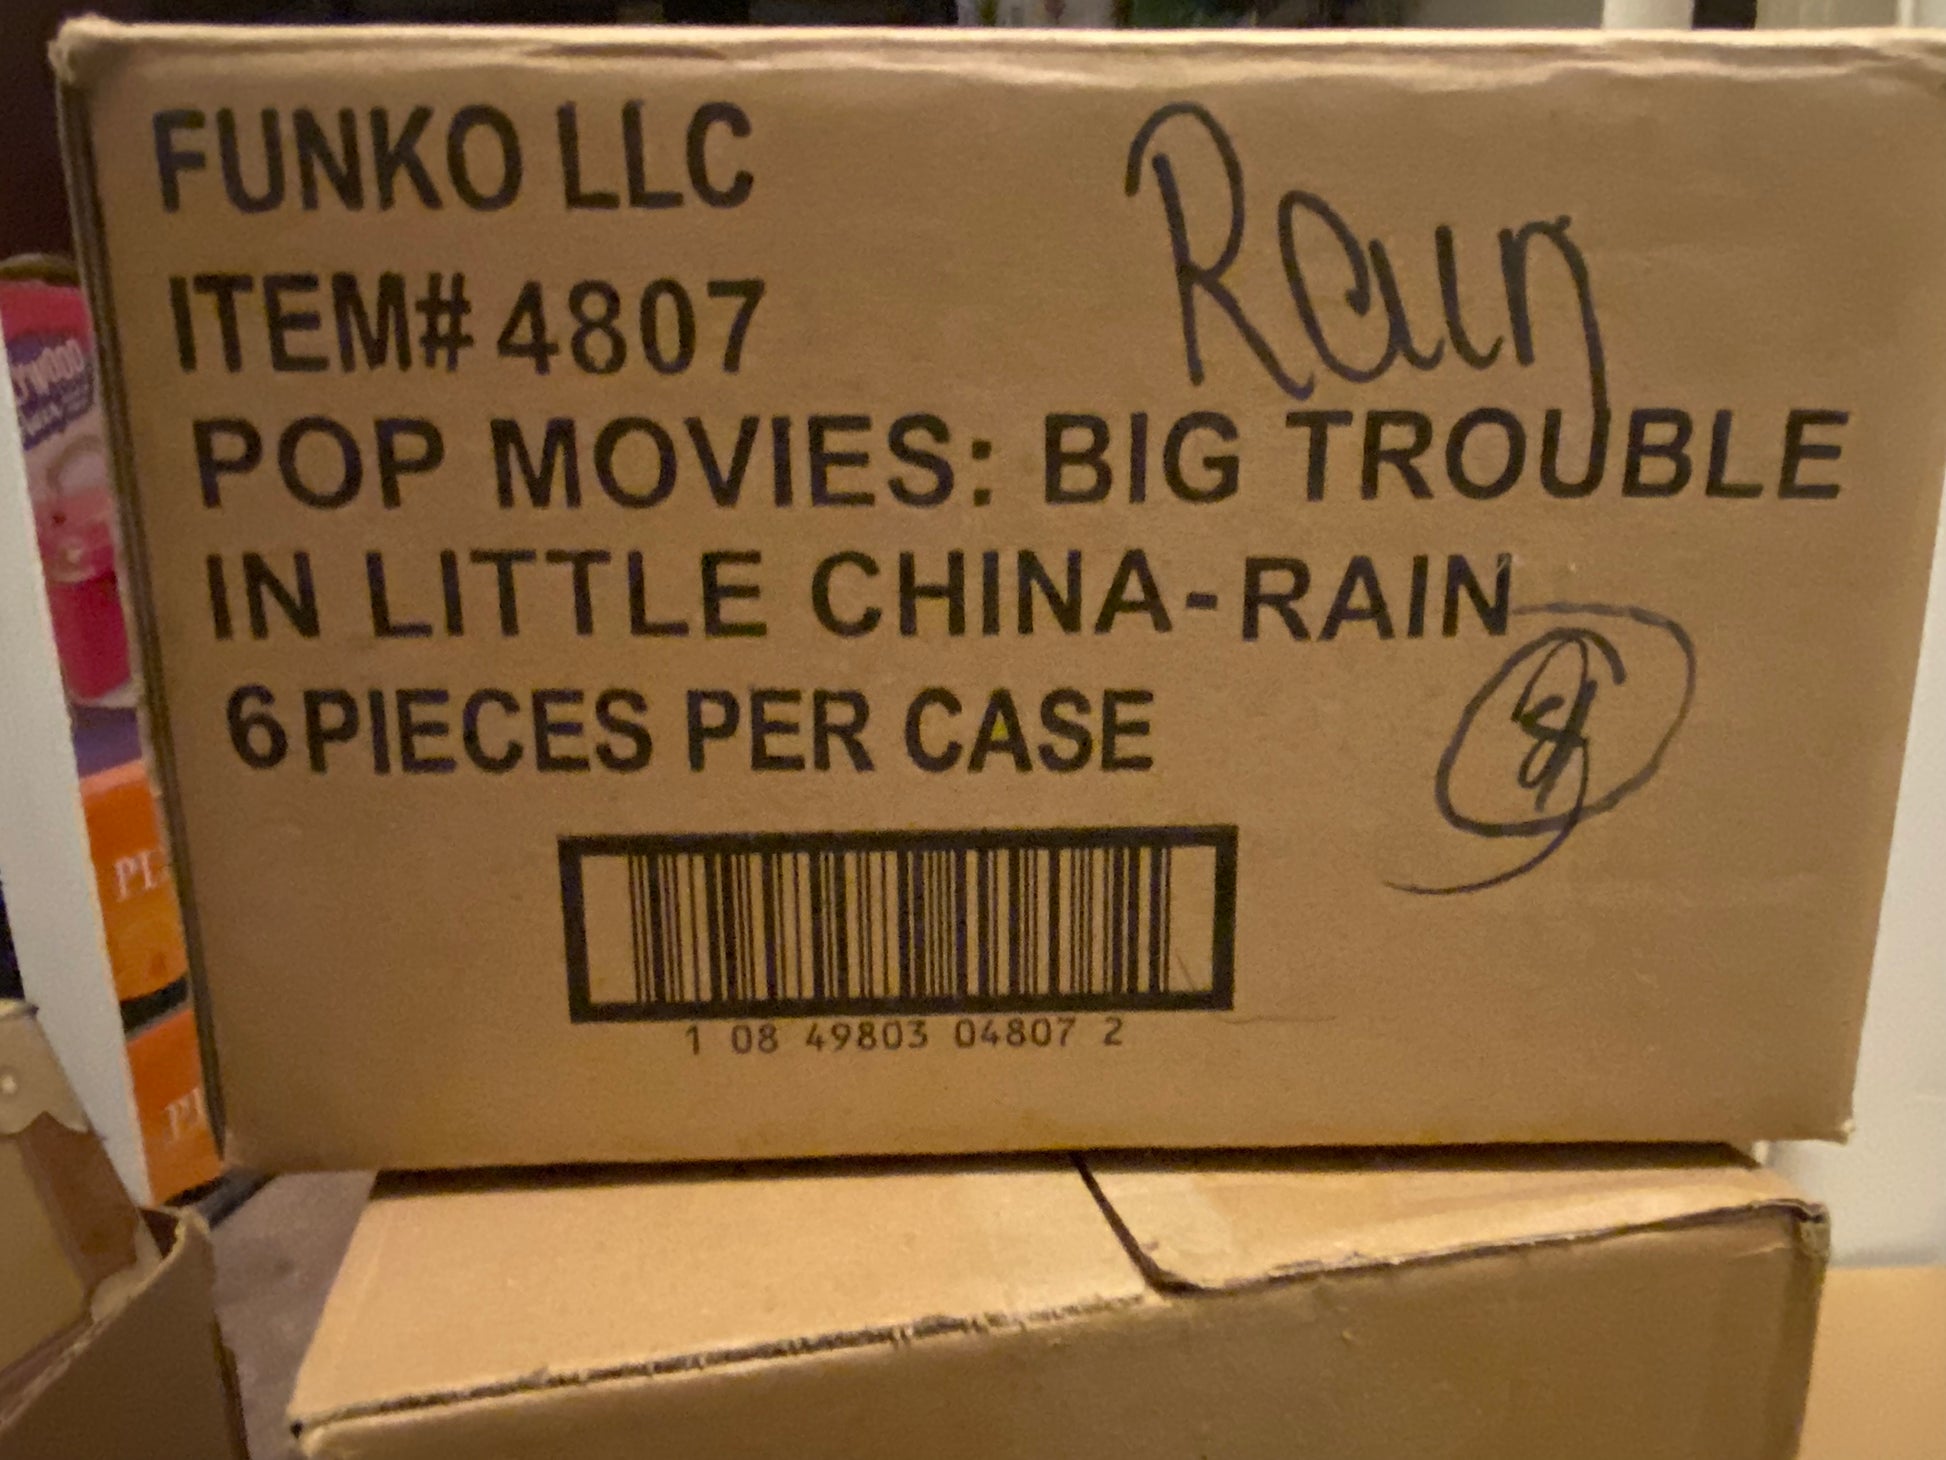 FUNKO LLC
Rain
ITEM# 4807
POP MOVIES: BIG TROUBLE
IN LITTLE CHINA-RAIN
6 PIECES PER CASE
1 08 49803 04807 2